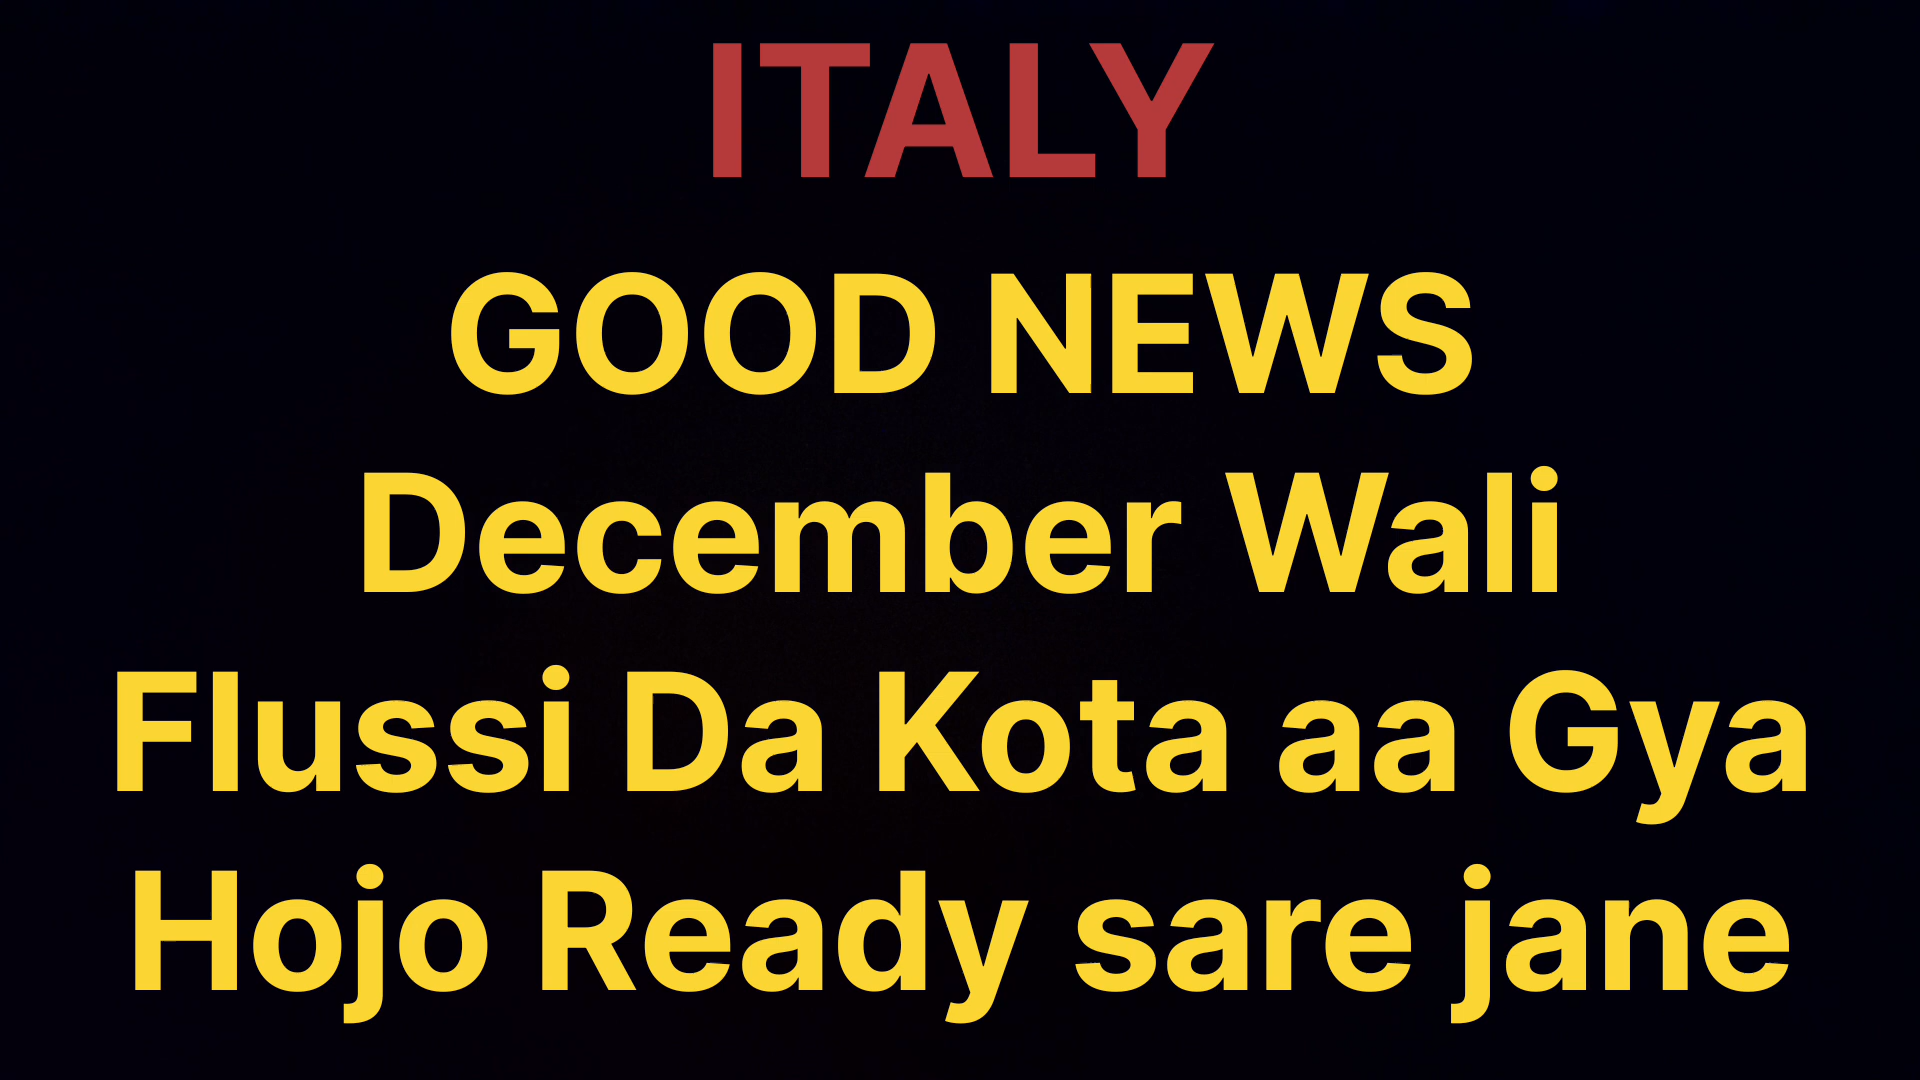 ITALY
GOOD NEWS
December Wali
Flussi Da Kota aa Gya
Hojo Ready sare jane